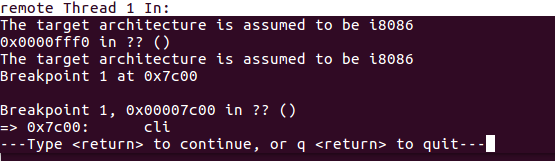 remote Thread 1 In:
The target architecture is assumed to be i8086
0x0000fff0 in ?? ()
The target architecture is assumed to be i8086
Breakpoint 1 at 0x7c00
Breakpoint 1, 0x00007c00 in ?? ()
=> 0x7c00:      cli
---Type <return> to continue, or q <return> to quit---